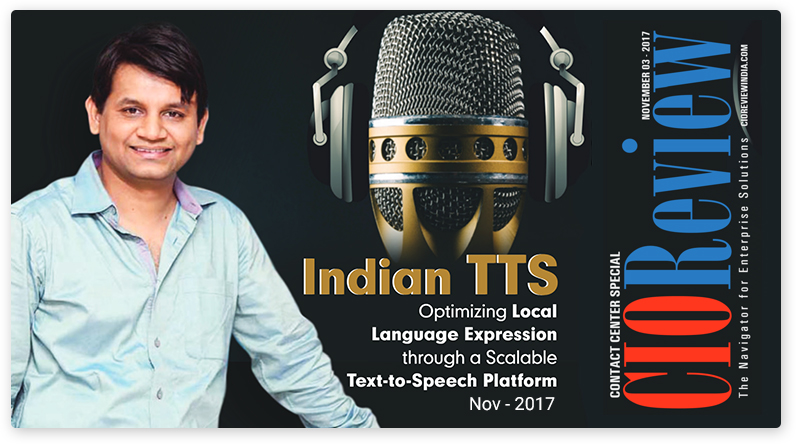 Indian TTS
Optimizing Local
Language Expression
through a Scalable
Text-to-Speech Platform
Nov - 2017
CONTACT CENTER SPECIAL
NOVEMBER 03 - 2017
CIOReview
The Navigator for Enterprise Solutions
CIOREVIEWINDIA.COM